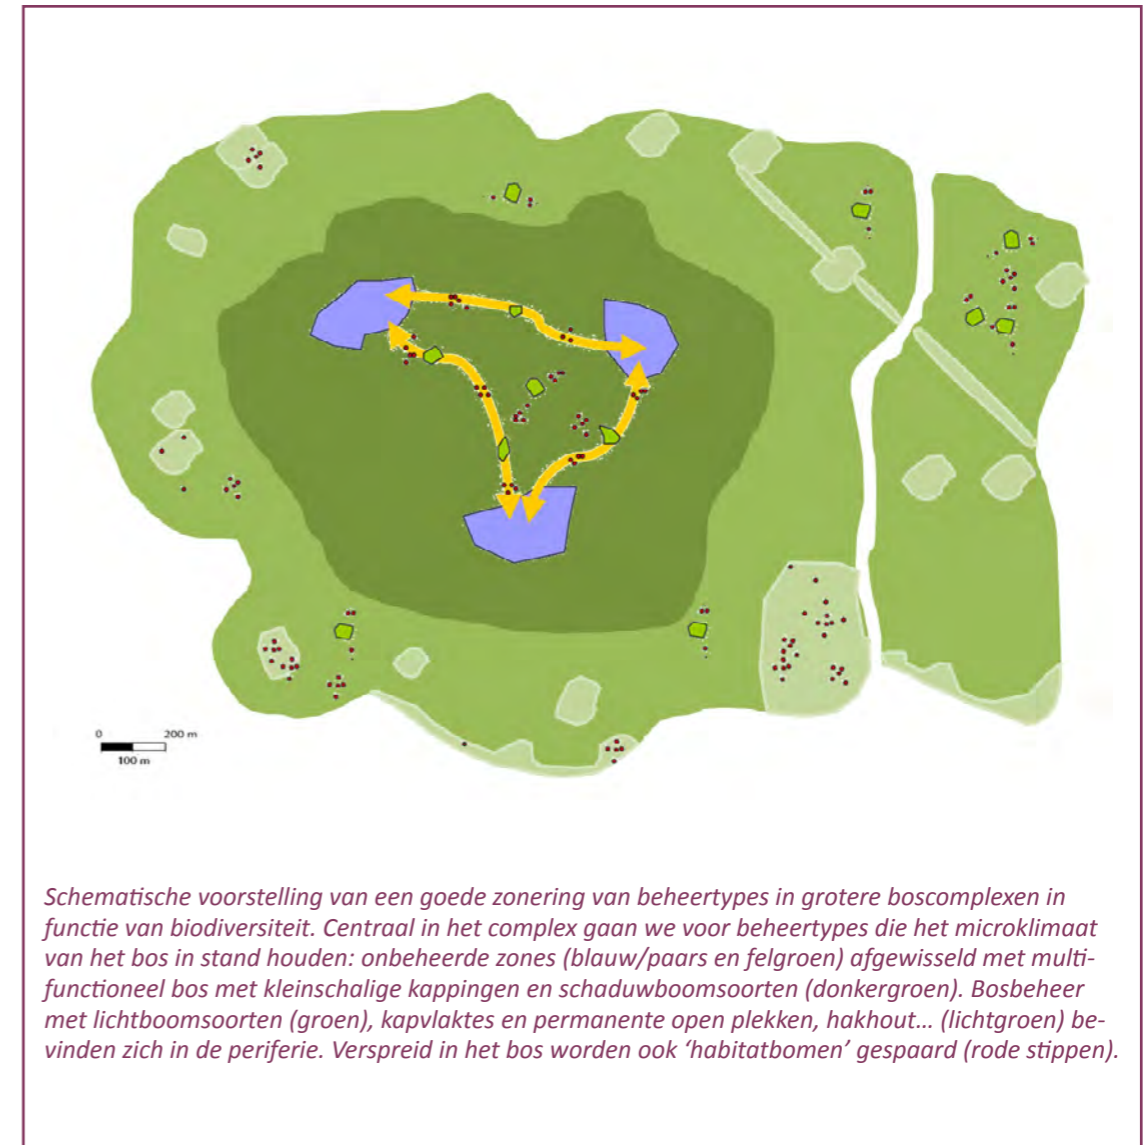 0 200 m
100 m
Schematische voorstelling van een goede zonering van beheertypes in grotere boscomplexen in
functie van biodiversiteit. Centraal in het complex gaan we voor beheertypes die het microklimaat
van het bos in stand houden: onbeheerde zones (blauw/paars en felgroen) afgewisseld met multi-
functioneel bos met kleinschalige kappingen en schaduwboomsoorten (donkergroen). Bosbeheer
met lichtboomsoorten (groen), kapvlaktes en permanente open plekken, hakhout... (lichtgroen) be-
vinden zich in de periferie. Verspreid in het bos worden ook ‘habitatbomen’ gespaard (rode stippen).